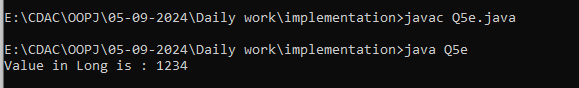 E:\CDAC\OOPJ\05-09-2024\Daily work\implementation>javac Q5e.java
E:\CDAC\OOPJ\05-09-2024\Daily work\implementation>java Q5e
Value in Long is : 1234